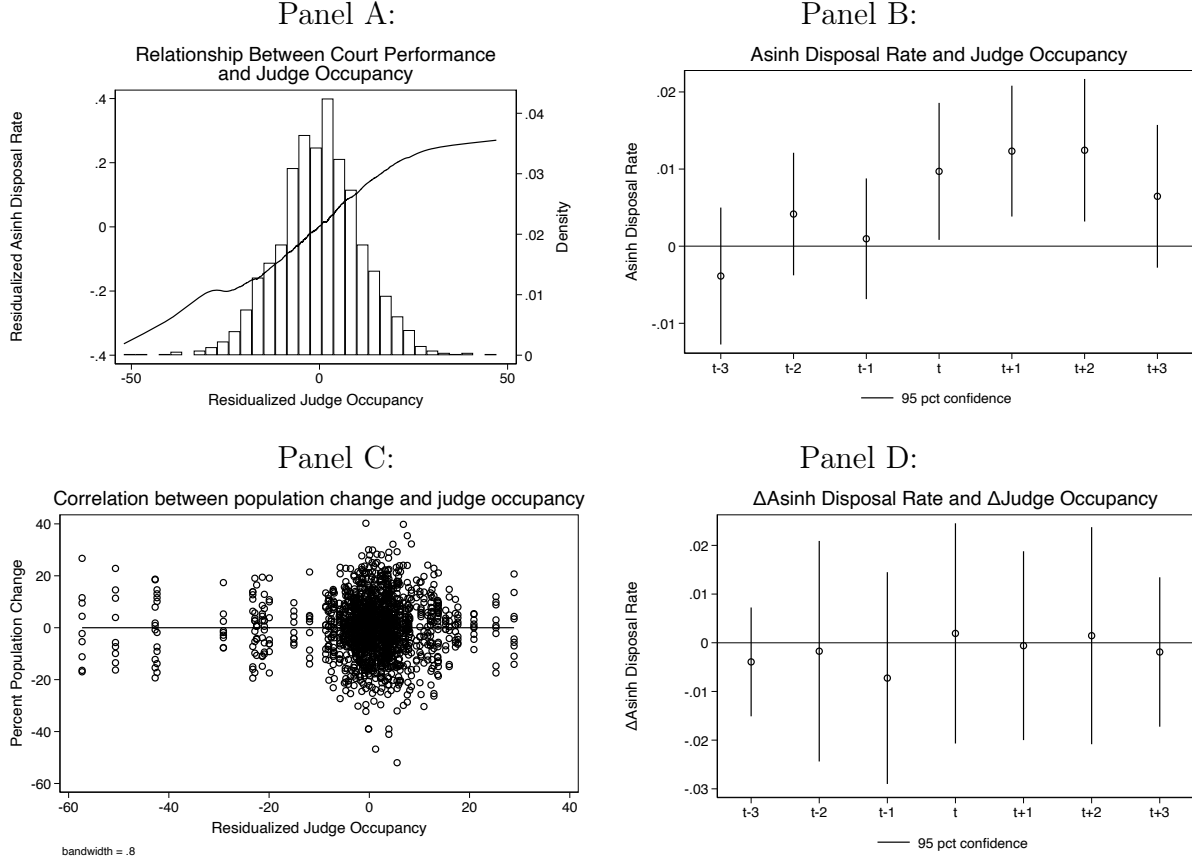 Panel A:
Relationship Between Court Performance
and Judge Occupancy
Residualized Asinh Disposal Rate
.4
.2
0
-.2
-.4
.04
.03
.02
.01
0
Density
-50
0
50
Residualized Judge Occupancy
Panel B:
Asinh Disposal Rate and Judge Occupancy
Asinh Disposal Rate
.02
.01
0
-.01
t-3
t-2
t-1
t
t+1
t+2
t+3
95 pct confidence
Panel C:
Correlation between population change and judge occupancy
Percent Population Change
40
20
0
-20
-40
-60
-60
-40
-20
0
20
40
Residualized Judge Occupancy
bandwidth = .8
Panel D:
ΔAsinh Disposal Rate and ΔJudge Occupancy
ΔAsinh Disposal Rate
.02
.01
0
-.01
-.02
-.03
t-3
t-2
t-1
t
t+1
t+2
t+3
95 pct confidence